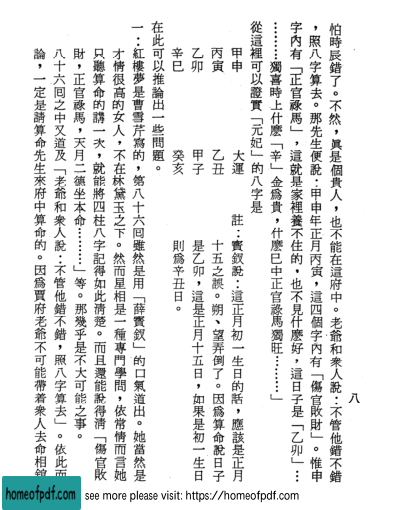 八
怕時辰錯了。不然，眞是個貴人，也不能在這府中。老爺和衆人說：不管他錯不錯
，照八字算去。那先生便說：甲申年正月丙寅，這四個字內有「傷官敗財」。惟申
字內有「正官祿馬」，這就是家裡養不住的，也不見什麼好，這日子是「乙卯」…
………獨喜時上什麼「辛」金爲貴，什麼巳中正官祿馬獨旺………」
從這裡可以證實「元妃」的八字是
甲申　大運　註：寶釵說：這正月初一生日的話，應該是正月
丙寅　乙丑　十五之誤。朔、望弄倒了。因爲算命說日子
乙卯　甲子　是乙卯，這是正月十五日，如果是初一生日
辛巳　癸亥　則爲辛丑日。
在此可以推論出一些問題。
一：紅樓夢是曹雪芹寫的，第八十六囘雖然是用「薛寶釵」的口氣道出。她當然是
才情很高的女人，不在林黛玉之下。然而星相是一種專門學問，依常情而言她
只聽算命的講一次，就能將四柱八字記得如此淸楚。而且還能說得淸「傷官敗
財，正官祿馬，天月二德坐本命………」等。那幾乎是不大可能之事。
八十六囘之中又道及「老爺和衆人說：不管他錯不錯，照八字算去」。依此而
論，一定是請算命先生來府中算命的。因爲賈府老爺不可能帶着衆人去命相舘
homeofpdf.com
see more please visit: https://homeofpdf.com